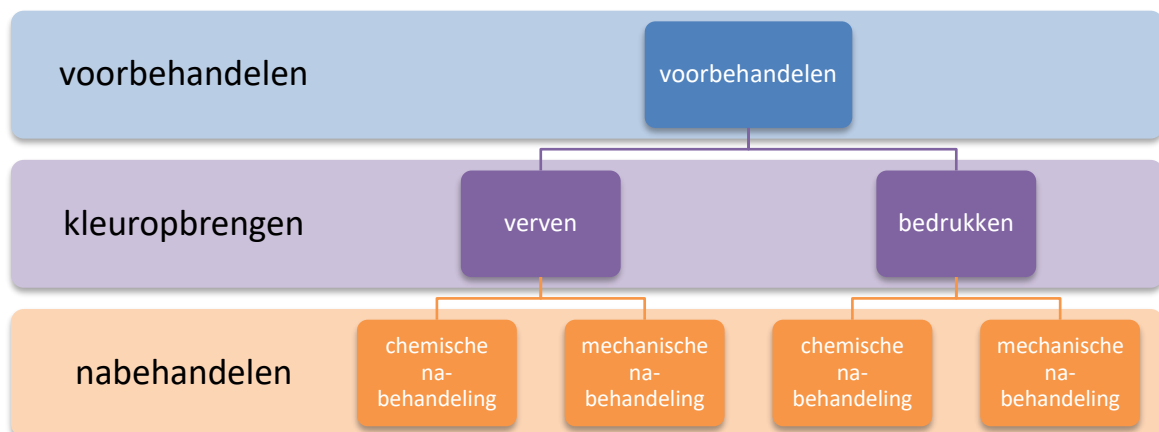 voorbehandelen
voorbehandelen
kleuropbrengen
verven
bedrukken
nabehandelen
chemische
na-
behandeling
mechanische
na-
behandeling
chemische
na-
behandeling
mechanische
na-
behandeling